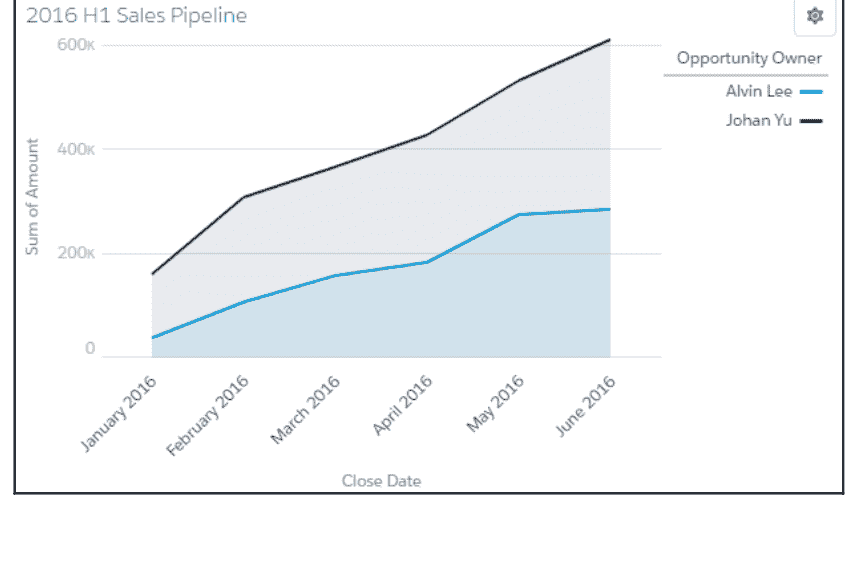 2016 H1 Sales Pipeline
Opportunity Owner
Alvin Lee
Johan Yu
Sum of Amount
600K
400K
200K
0
January 2016
February 2016
March 2016
April 2016
May 2016
June 2016
Close Date